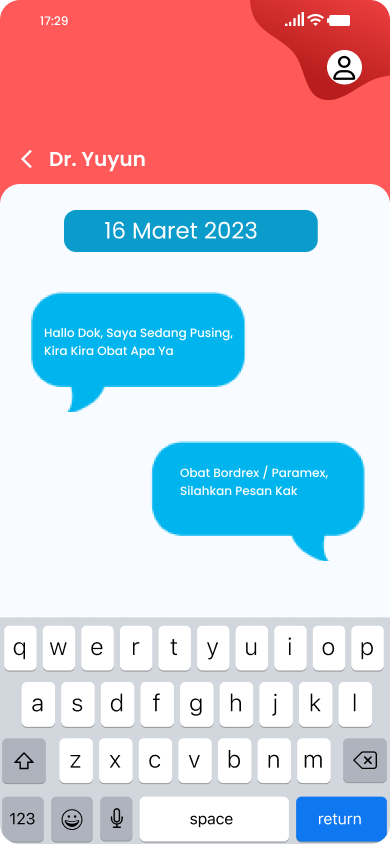 17:29
Dr. Yuyun
16 Maret 2023
Hallo Dok, Saya Sedang Pusing,
Kira Kira Obat Apa Ya
Obat Bordrex / Paramex,
Silahkan Pesan Kak
q w e r t y u i o p
a s d f g h j k l
z x c v b n m
123 space return